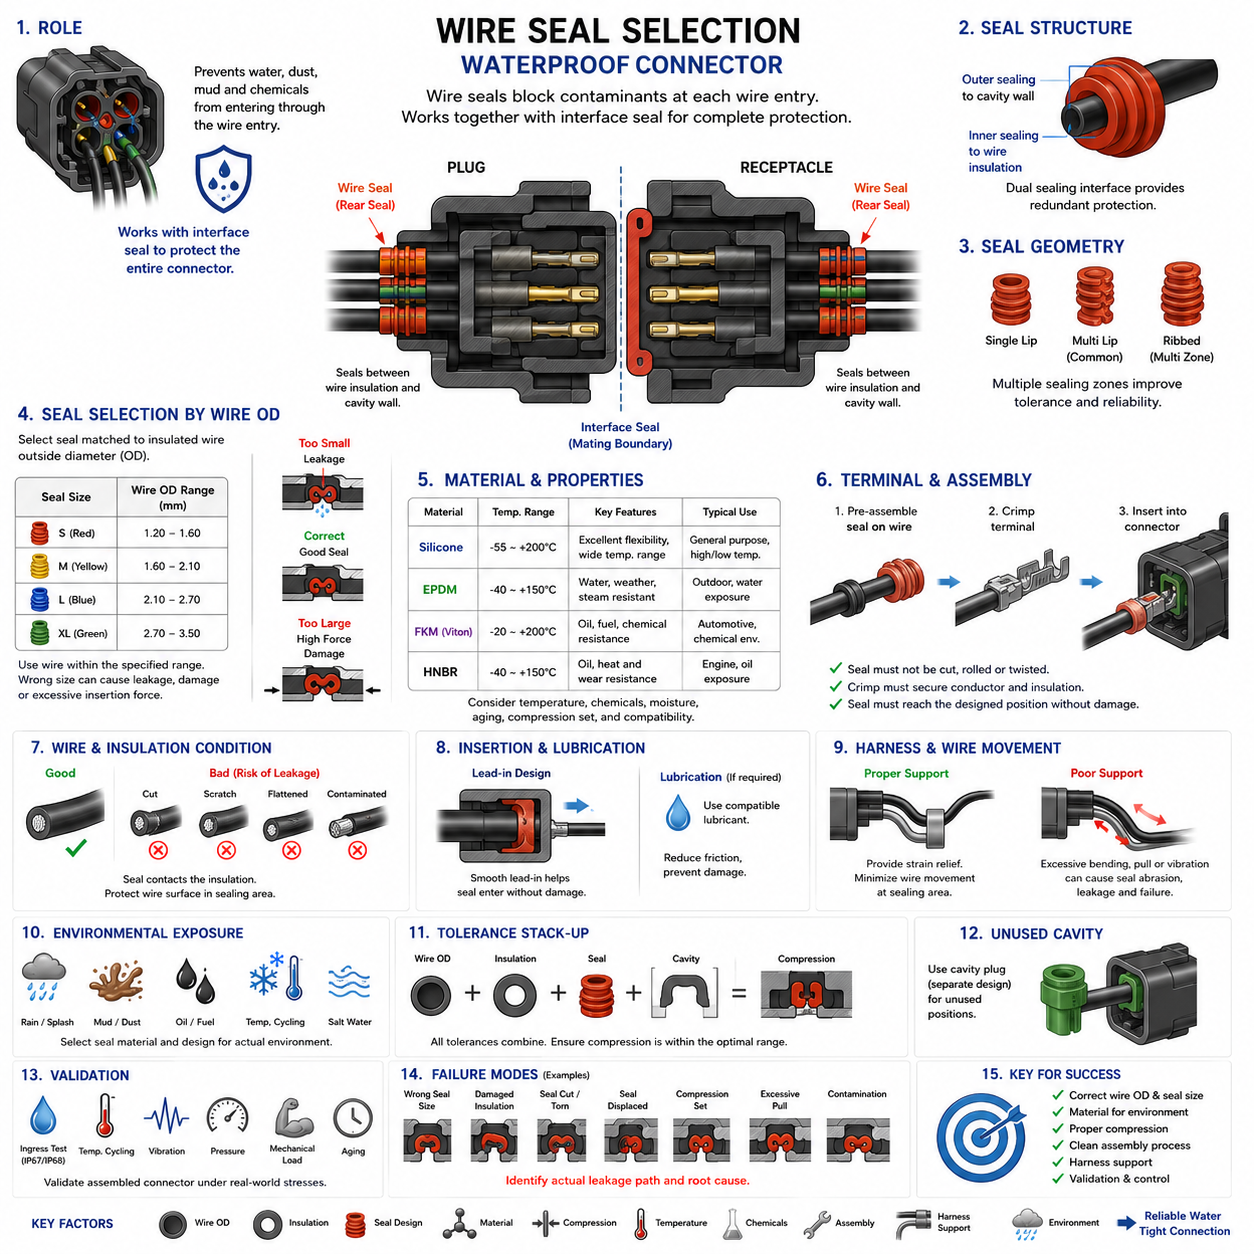 WIRE SEAL SELECTION
WATERPROOF CONNECTOR
Wire seals block contaminants at each wire entry.
Works together with interface seal for complete protection.
1. ROLE
Prevents water, dust,
mud and chemicals
from entering through
the wire entry.
Works with interface
seal to protect the
entire connector.
PLUG
RECEPTACLE
Wire Seal
(Rear Seal)
Wire Seal
(Rear Seal)
Seals between
wire insulation and
cavity wall.
Seals between
wire insulation and
cavity wall.
Interface Seal
(Mating Boundary)
2. SEAL STRUCTURE
Outer sealing
to cavity wall
Inner sealing
to wire
insulation
Dual sealing interface provides
redundant protection.
3. SEAL GEOMETRY
Single Lip
Multi Lip
(Common)
Ribbed
(Multi Zone)
Multiple sealing zones improve
tolerance and reliability.
4. SEAL SELECTION BY WIRE OD
Select seal matched to insulated wire
outside diameter (OD).
Seal Size
Wire OD Range
(mm)
S (Red)
1.20 – 1.60
M (Yellow)
1.60 – 2.10
L (Blue)
2.10 – 2.70
XL (Green)
2.70 – 3.50
Use wire within the specified range.
Wrong size can cause leakage, damage
or excessive insertion force.
Too Small
Leakage
Correct
Good Seal
Too Large
High Force
Damage
5. MATERIAL & PROPERTIES
Material
Temp. Range
Key Features
Typical Use
Silicone
-55 ~ +200°C
Excellent flexibility,
wide temp. range
General purpose,
high/low temp.
EPDM
-40 ~ +150°C
Water, weather,
steam resistant
Outdoor, water
exposure
FKM (Viton)
-20 ~ +200°C
Oil, fuel, chemical
resistance
Automotive,
chemical env.
HNBR
-40 ~ +150°C
Oil, heat and
wear resistance
Engine, oil
exposure
Consider temperature, chemicals, moisture,
aging, compression set, and compatibility.
6. TERMINAL & ASSEMBLY
1. Pre-assemble
seal on wire
2. Crimp
terminal
3. Insert into
connector
Seal must not be cut, rolled or twisted.
Crimp must secure conductor and insulation.
Seal must reach the designed position without damage.
7. WIRE & INSULATION CONDITION
Good
Bad (Risk of Leakage)
Cut
Scratch
Flattened
Contaminated
Seal contacts the insulation.
Protect wire surface in sealing area.
8. INSERTION & LUBRICATION
Lead-in Design
Smooth lead-in helps
seal enter without damage.
Lubrication (If required)
Use compatible
lubricant.
Reduce friction,
prevent damage.
9. HARNESS & WIRE MOVEMENT
Proper Support
Provide strain relief.
Minimize wire movement
at sealing area.
Poor Support
Excessive bending, pull or vibration
can cause seal abrasion,
leakage and failure.
10. ENVIRONMENTAL EXPOSURE
Rain / Splash
Mud / Dust
Oil / Fuel
Temp. Cycling
Salt Water
Select seal material and design for actual environment.
11. TOLERANCE STACK-UP
Wire OD
Insulation
Seal
Cavity
Compression
+ + + =
All tolerances combine. Ensure compression is within the optimal range.
12. UNUSED CAVITY
Use cavity plug
(separate design)
for unused
positions.
13. VALIDATION
Ingress Test
(IP67/IP68)
Temp. Cycling
Vibration
Pressure
Mechanical
Load
Aging
Validate assembled connector under real-world stresses.
14. FAILURE MODES (Examples)
Wrong Seal
Size
Damaged
Insulation
Seal Cut /
Torn
Seal
Displaced
Compression
Set
Excessive
Pull
Contamination
Identify actual leakage path and root cause.
15. KEY FOR SUCCESS
Correct wire OD & seal size
Material for environment
Proper compression
Clean assembly process
Harness support
Validation & control
KEY FACTORS
Wire OD
Insulation
Seal Design
Material
Compression
Temperature
Chemicals
Assembly
Harness
Support
Environment
Reliable Water
Tight Connection